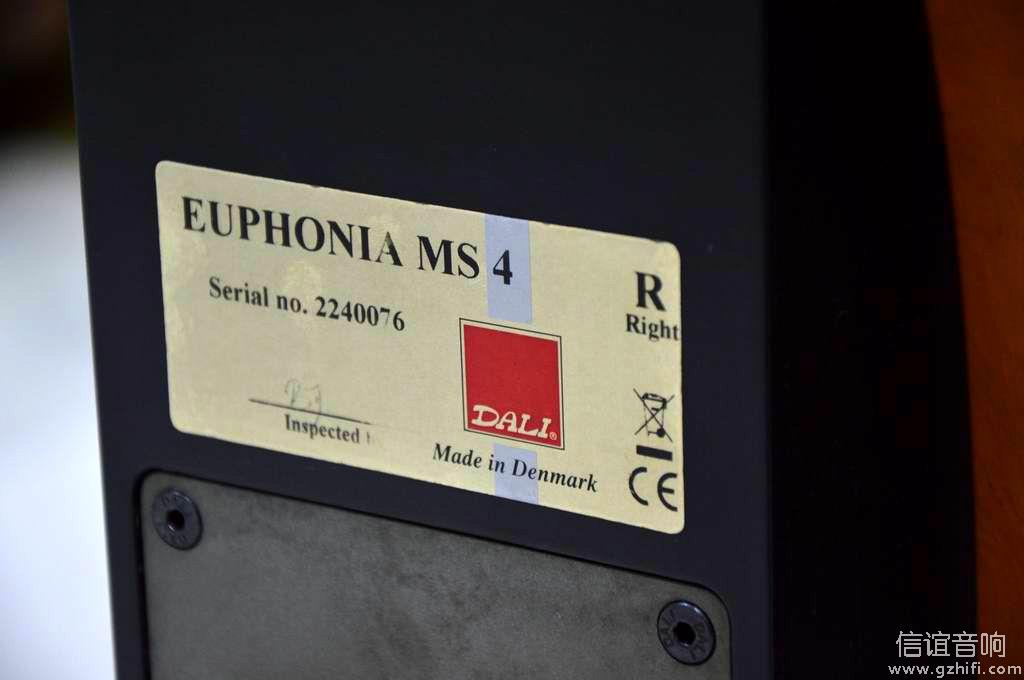 EUPHONIA MS 4
Serial no. 2240076
R
Right
DALI®
Inspected
Made in Denmark
CE
信谊音响
www.gzhifi.com